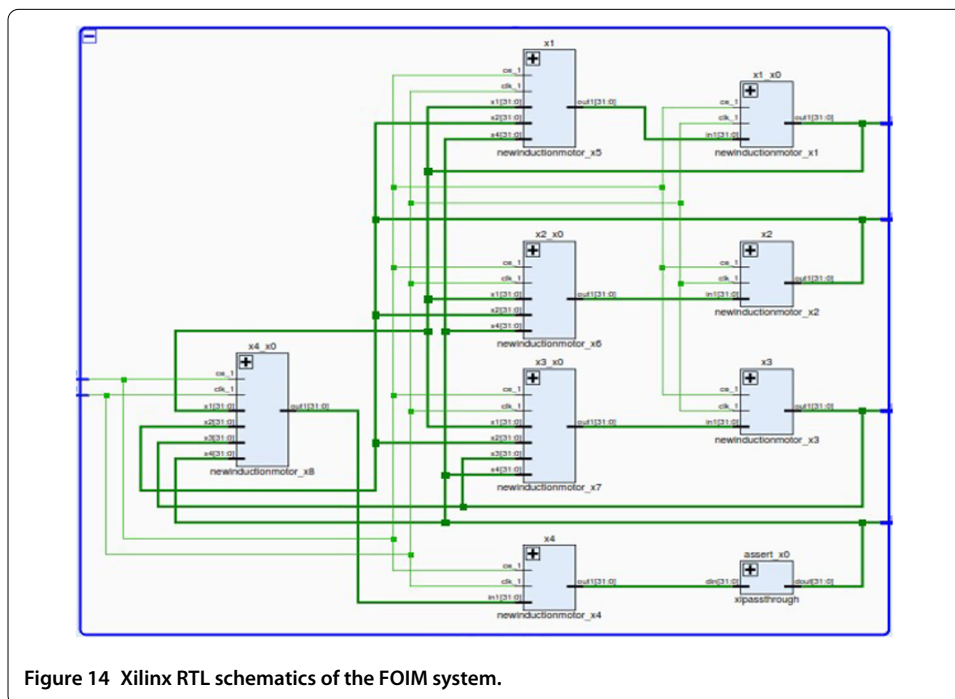 x1
ce_1
clk_1
x1[31:0]
x2[31:0]
x4[31:0]
out1[31:0]
newinductionmotor_x5
x1_x0
ce_1
clk_1
in1[31:0]
out1[31:0]
newinductionmotor_x1
x2_x0
ce_1
clk_1
x1[31:0]
x2[31:0]
x4[31:0]
out1[31:0]
newinductionmotor_x6
x2
ce_1
clk_1
in1[31:0]
out1[31:0]
newinductionmotor_x2
x4_x0
ce_1
clk_1
x1[31:0]
x2[31:0]
x3[31:0]
x4[31:0]
out1[31:0]
newinductionmotor_x8
x3_x0
ce_1
clk_1
x1[31:0]
x2[31:0]
x3[31:0]
x4[31:0]
out1[31:0]
newinductionmotor_x7
x3
ce_1
clk_1
in1[31:0]
out1[31:0]
newinductionmotor_x3
x4
ce_1
clk_1
in1[31:0]
out1[31:0]
newinductionmotor_x4
assert_x0
din[31:0]
dout[31:0]
xlpassthrough
Figure 14 Xilinx RTL schematics of the FOIM system.